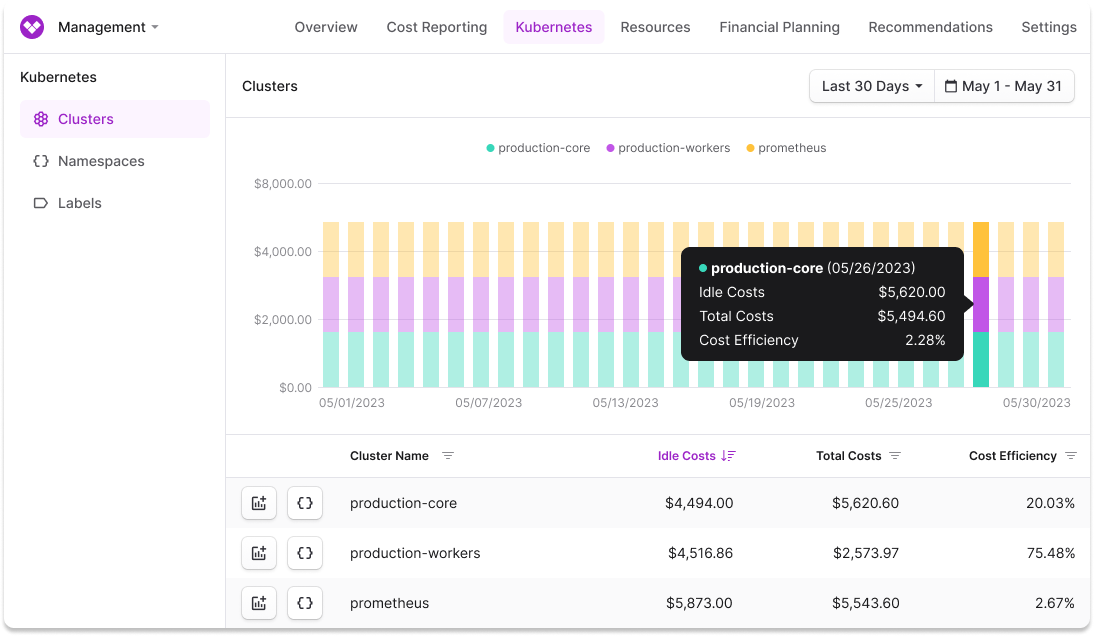 Management Overview Cost Reporting Kubernetes Resources Financial Planning Recommendations Settings
Kubernetes
Clusters
Namespaces
Labels
Clusters
Last 30 Days May 1 - May 31
production-core production-workers prometheus
$8,000.00
$4,000.00
$2,000.00
$0.00
05/01/2023 05/07/2023 05/13/2023 05/19/2023 05/25/2023 05/30/2023
production-core (05/26/2023)
Idle Costs $5,620.00
Total Costs $5,494.60
Cost Efficiency 2.28%
Cluster Name Idle Costs Total Costs Cost Efficiency
production-core $4,494.00 $5,620.60 20.03%
production-workers $4,516.86 $2,573.97 75.48%
prometheus $5,873.00 $5,543.60 2.67%